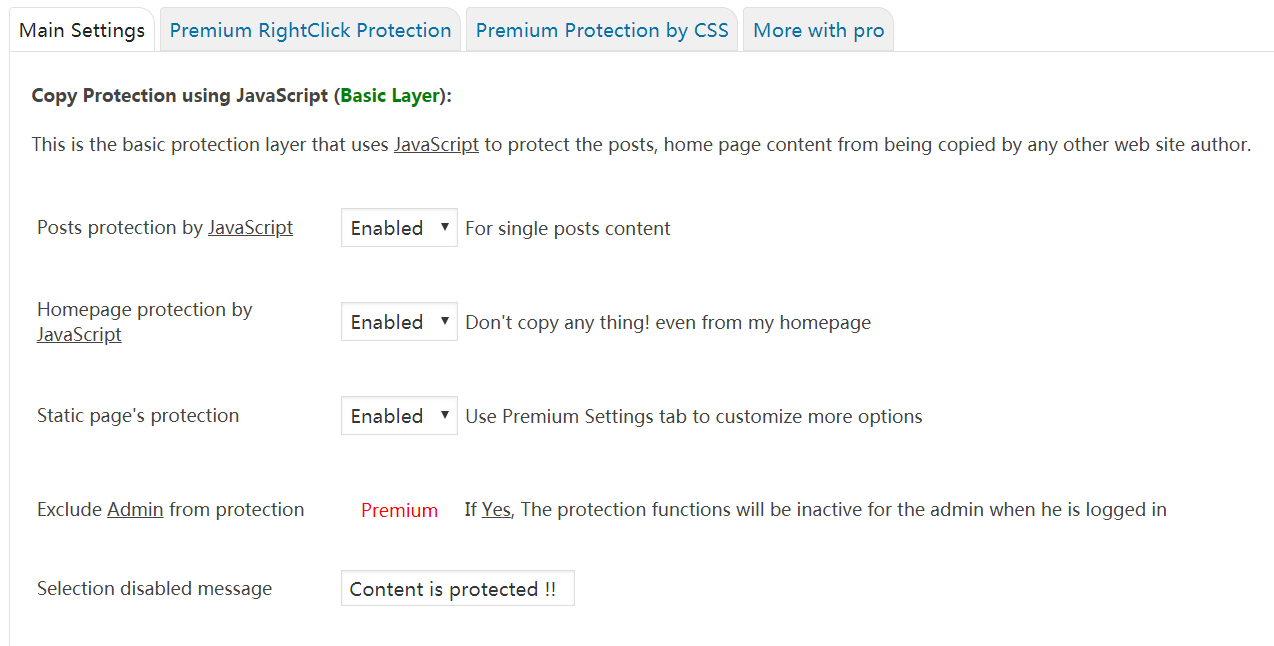 Main Settings Premium RightClick Protection Premium Protection by CSS More with pro
Copy Protection using JavaScript (Basic Layer):
This is the basic protection layer that uses JavaScript to protect the posts, home page content from being copied by any other web site author.
Posts protection by JavaScript Enabled For single posts content
Homepage protection by
JavaScript
Enabled Don't copy any thing! even from my homepage
Static page's protection Enabled Use Premium Settings tab to customize more options
Exclude Admin from protection Premium If Yes, The protection functions will be inactive for the admin when he is logged in
Selection disabled message Content is protected !!